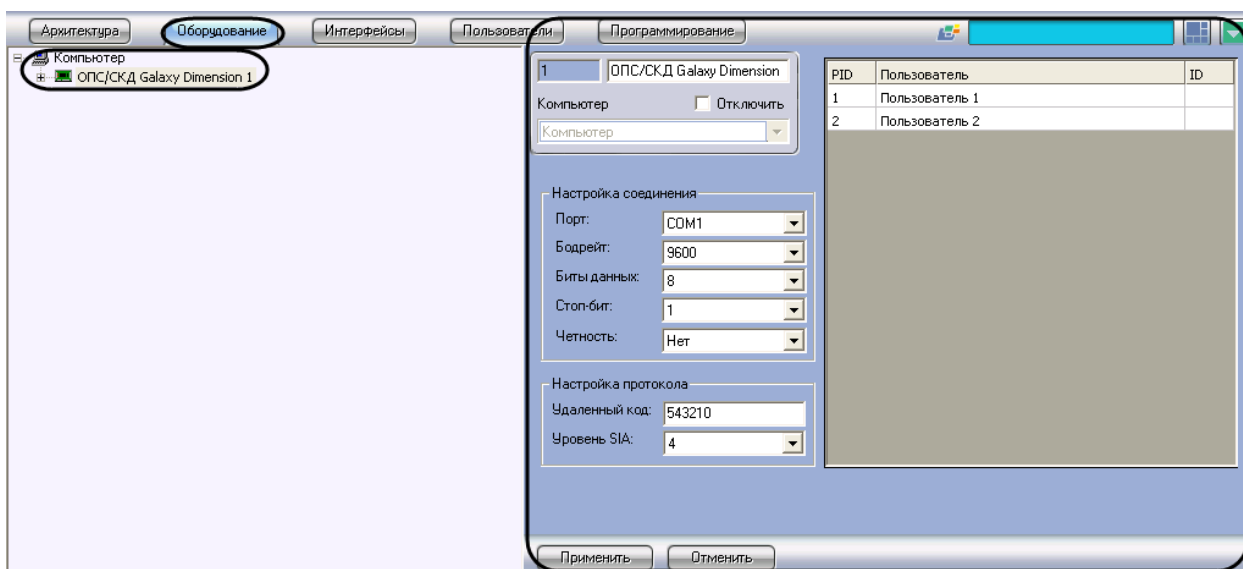 Архитектура Оборудование Интерфейсы Пользователи Программирование
Компьютер
ОПС/СКД Galaxy Dimension 1
1 ОПС/СКД Galaxy Dimension
Компьютер Отключить
Компьютер
Настройка соединения
Порт: COM1
Бодрейт: 9600
Биты данных: 8
Стоп-бит: 1
Четность: Нет
Настройка протокола
Удаленный код: 543210
Уровень SIA: 4
PID Пользователь ID
1 Пользователь 1
2 Пользователь 2
Применить Отменить